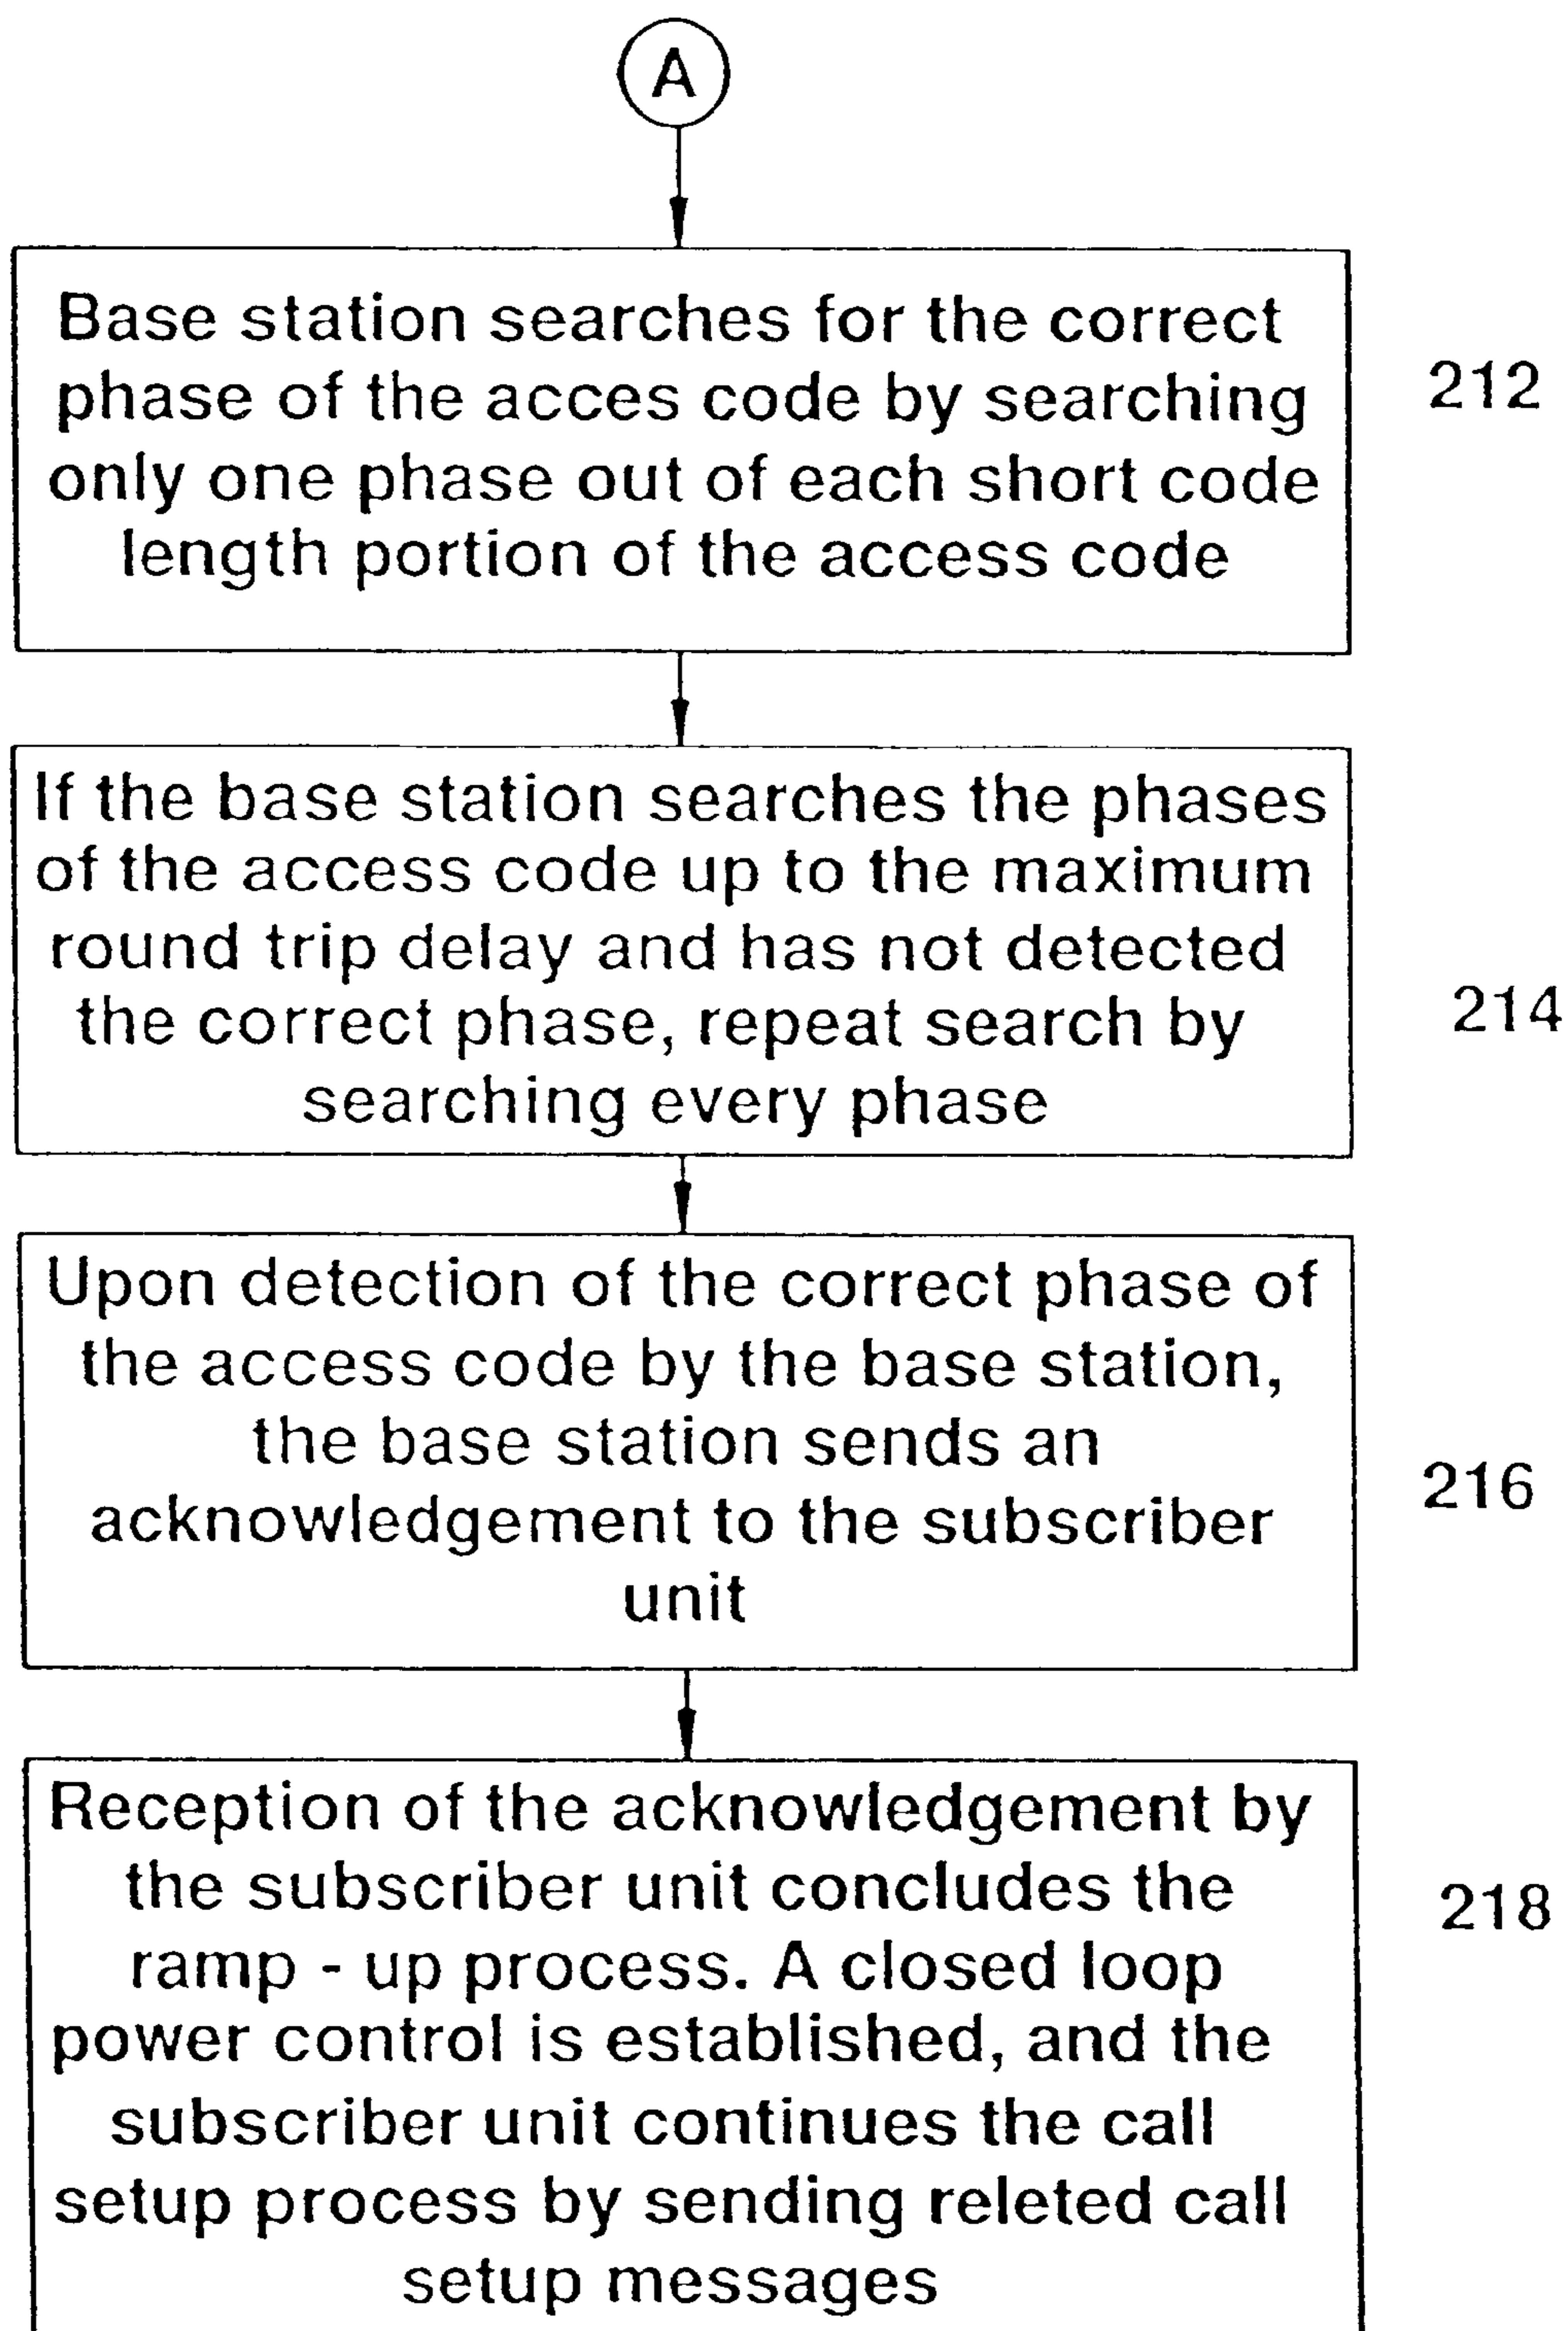 A
Base station searches for the correct
phase of the acces code by searching
only one phase out of each short code
length portion of the access code
212
If the base station searches the phases
of the access code up to the maximum
round trip delay and has not detected
the correct phase, repeat search by
searching every phase
214
Upon detection of the correct phase of
the access code by the base station,
the base station sends an
acknowledgement to the subscriber
unit
216
Reception of the acknowledgement by
the subscriber unit concludes the
ramp - up process. A closed loop
power control is established, and the
subscriber unit continues the call
setup process by sending releted call
setup messages
218